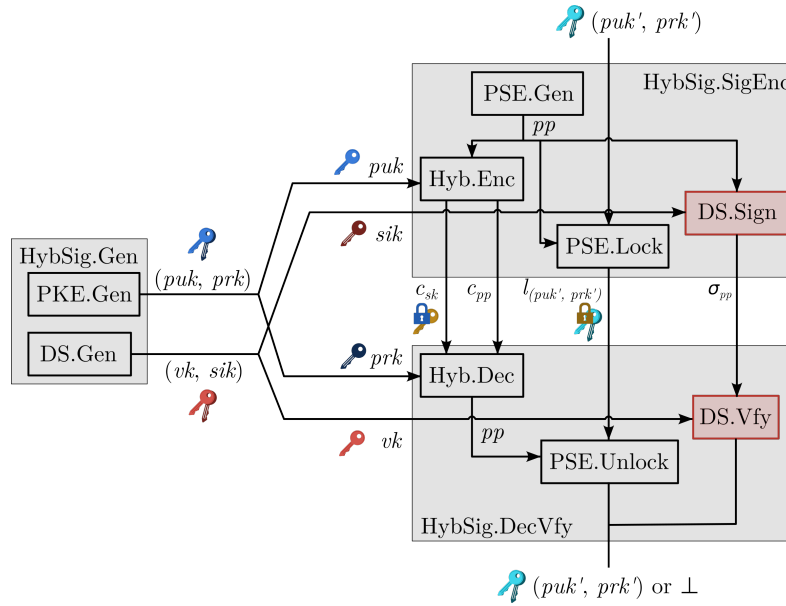 (puk′, prk′)
HybSig.SigEnc
PSE.Gen
pp
puk
Hyb.Enc
DS.Sign
sik
PSE.Lock
HybSig.Gen
(puk, prk)
PKE.Gen
c_sk
c_pp
l_(puk′, prk′)
σ_pp
DS.Gen
prk
(vk, sik)
Hyb.Dec
DS.Vfy
vk
pp
PSE.Unlock
HybSig.DecVfy
(puk′, prk′) or ⊥